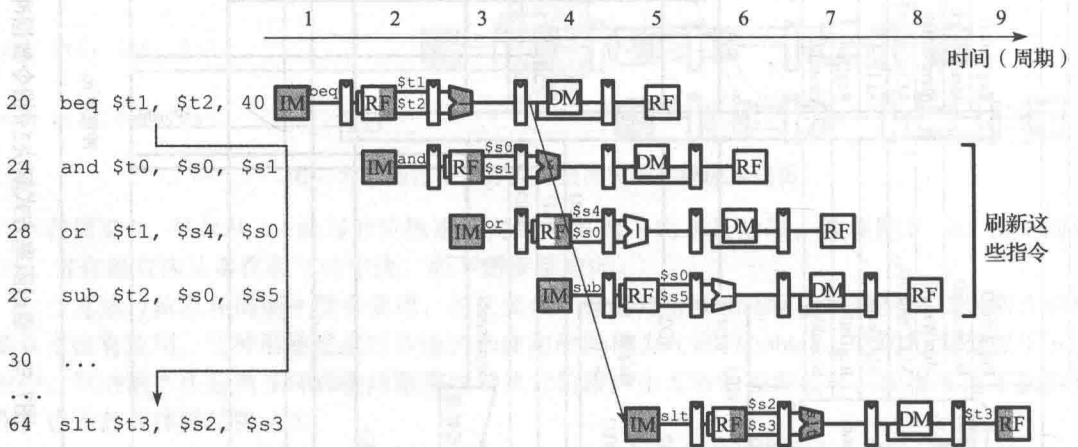 1 2 3 4 5 6 7 8 9
时间（周期）
20 beq $t1, $t2, 40 IM beq RF $t1 $t2 DM RF
24 and $t0, $s0, $s1 IM and RF $s0 $s1 & DM RF
28 or $t1, $s4, $s0 IM or RF $s4 $s0 | DM RF
刷新这
些指令
2C sub $t2, $s0, $s5 IM sub RF $s0 $s5 - DM RF
30 ...
...
64 slt $t3, $s2, $s3 IM slt RF $s2 $s3 DM $t3 RF